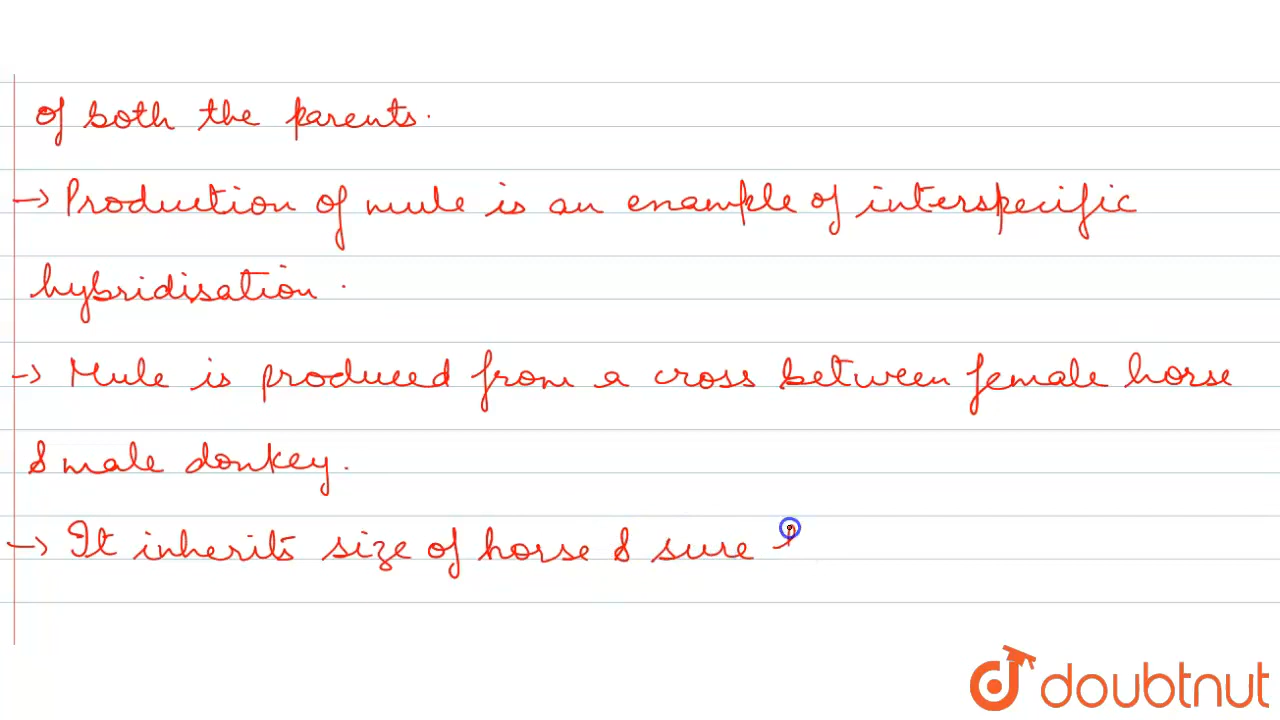 of both the parents.
→ Production of mule is an enample of interspecific
hybridisation.
→ Mule is produced from a cross between female horse
& male donkey.
→ It inherits size of horse & sure
doubtnut